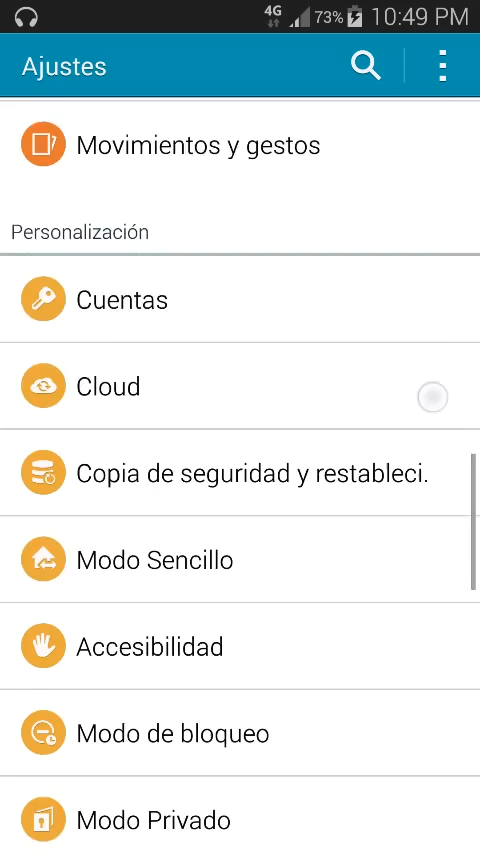 4G 73% 10:49 PM
Ajustes
Movimientos y gestos
Personalización
Cuentas
Cloud
Copia de seguridad y restableci.
Modo Sencillo
Accesibilidad
Modo de bloqueo
Modo Privado